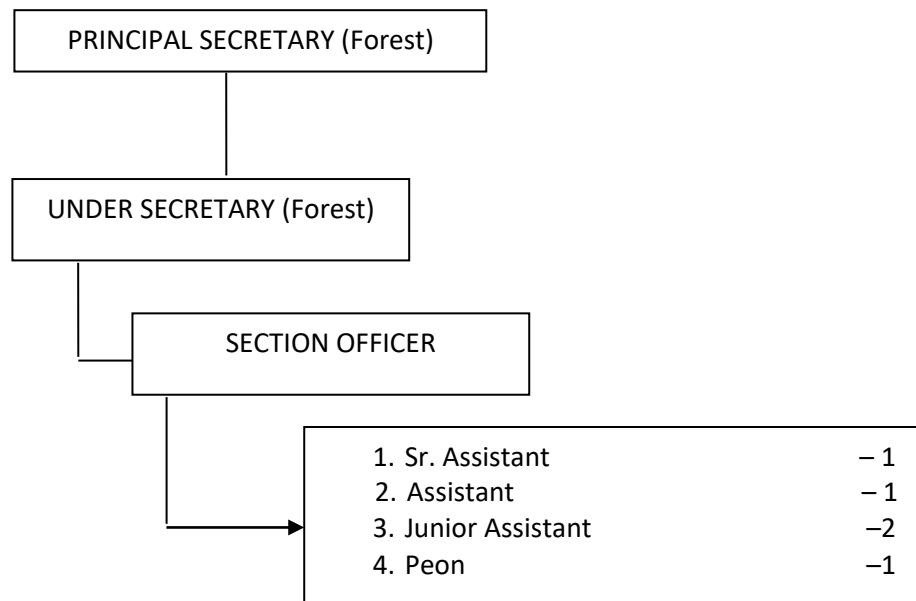 PRINCIPAL SECRETARY (Forest)
UNDER SECRETARY (Forest)
SECTION OFFICER
1. Sr. Assistant – 1
2. Assistant – 1
3. Junior Assistant –2
4. Peon –1